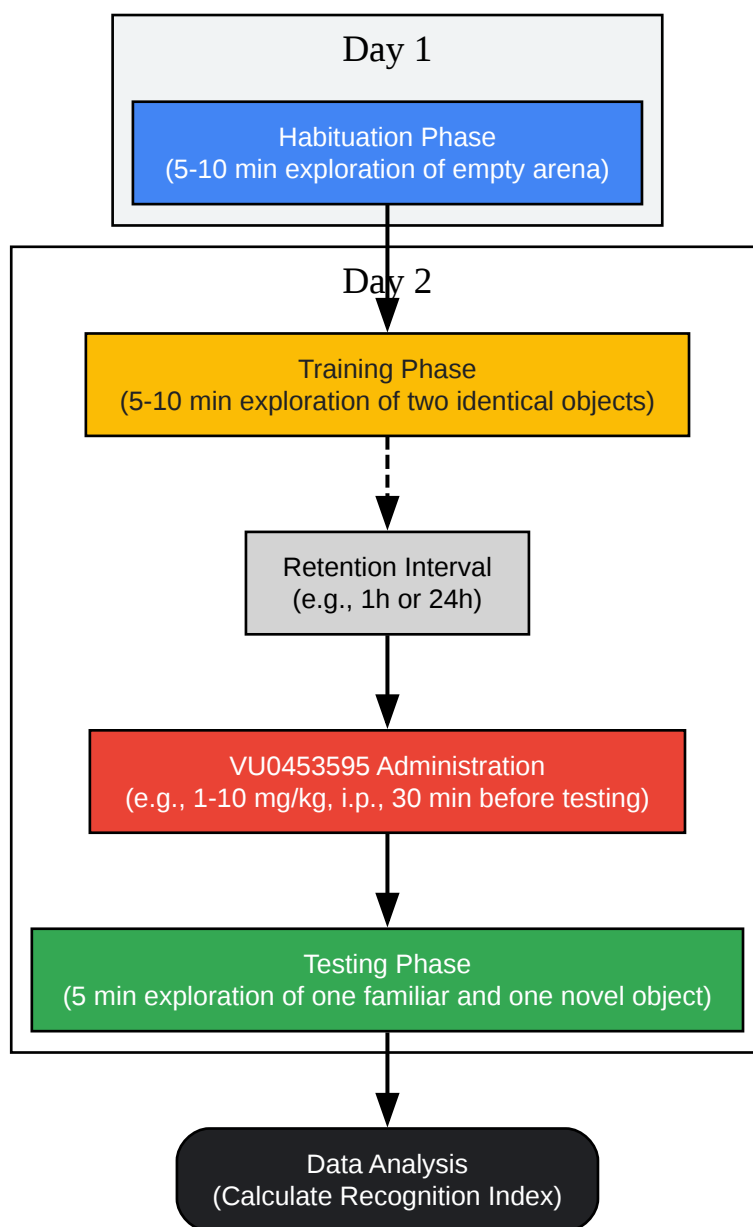 Day 1
Habituation Phase
(5-10 min exploration of empty arena)
Day 2
Training Phase
(5-10 min exploration of two identical objects)
Retention Interval
(e.g., 1h or 24h)
VU0453595 Administration
(e.g., 1-10 mg/kg, i.p., 30 min before testing)
Testing Phase
(5 min exploration of one familiar and one novel object)
Data Analysis
(Calculate Recognition Index)